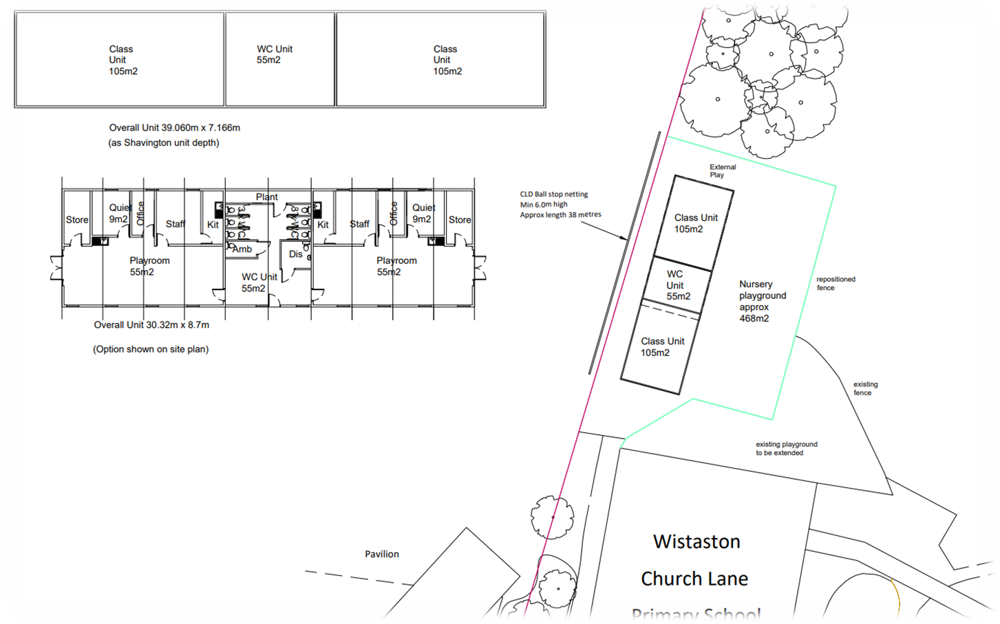 Class
Unit
105m2
WC Unit
55m2
Class
Unit
105m2
Overall Unit 39.060m x 7.166m
(as Shavington unit depth)
Plant
Store
Quiet
9m2
Office
Staff
Kit
3 WC
3 WC
Kit
Staff
Office
Quiet
9m2
Store
Amb
Dis
Playroom
55m2
WC Unit
55m2
Playroom
55m2
Overall Unit 30.32m x 8.7m
(Option shown on site plan)
External
Play
CLD Ball stop netting
Min 6.0m high
Approx length 38 metres
Class Unit
105m2
WC
Unit
55m2
Class Unit
105m2
Nursery
playground
approx
468m2
repositioned
fence
existing
fence
existing playground
to be extended
Pavilion
Wistaston
Church Lane
Primary School